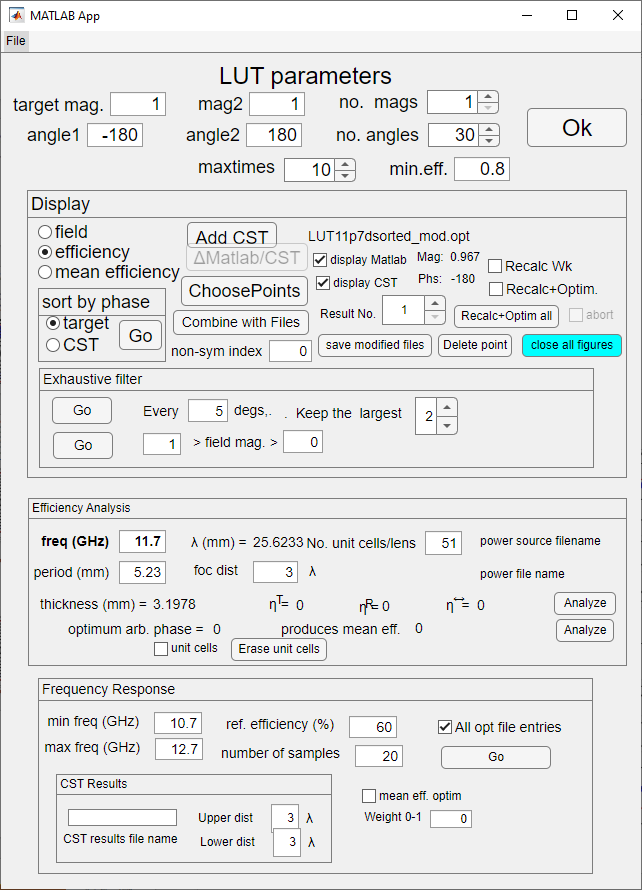 MATLAB App
File
LUT parameters
target mag. 1 mag2 1 no. mags 1
angle1 -180 angle2 180 no. angles 30 Ok
maxtimes 10 min.eff. 0.8
Display
field
efficiency
mean efficiency
Add CST LUT11p7dsorted_mod.opt
ΔMatlab/CST display Matlab Mag: 0.967 Recalc Wk
ChoosePoints display CST Phs: -180 Recalc+Optim.
sort by phase
target
CST
Go
Combine with Files Result No. 1 Recalc+Optim all abort
non-sym index 0 save modified files Delete point close all figures
Exhaustive filter
Go Every 5 degs,. . Keep the largest 2
Go 1 > field mag. > 0
Efficiency Analysis
freq (GHz) 11.7 λ (mm) = 25.6233 No. unit cells/lens 51 power source filename
period (mm) 5.23 foc dist 3 λ power file name
thickness (mm) = 3.1978 ηT= 0 ηR= 0 η↔= 0 Analyze
optimum arb. phase = 0 produces mean eff. 0 Analyze
unit cells Erase unit cells
Frequency Response
min freq (GHz) 10.7 ref. efficiency (%) 60 All opt file entries
max freq (GHz) 12.7 number of samples 20 Go
CST Results
CST results file name
Upper dist 3 λ
Lower dist 3 λ
mean eff. optim
Weight 0-1 0